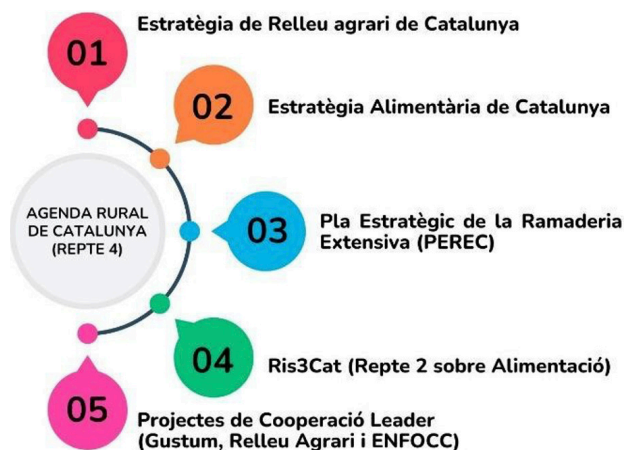 01
Estratègia de Relleu agrari de Catalunya
02
Estratègia Alimentària de Catalunya
AGENDA RURAL
DE CATALUNYA
(REPTE 4)
03
Pla Estratègic de la Ramaderia
Extensiva (PEREC)
04
Ris3Cat (Repte 2 sobre Alimentació)
05
Projectes de Cooperació Leader
(Gustum, Relleu Agrari i ENFOCC)